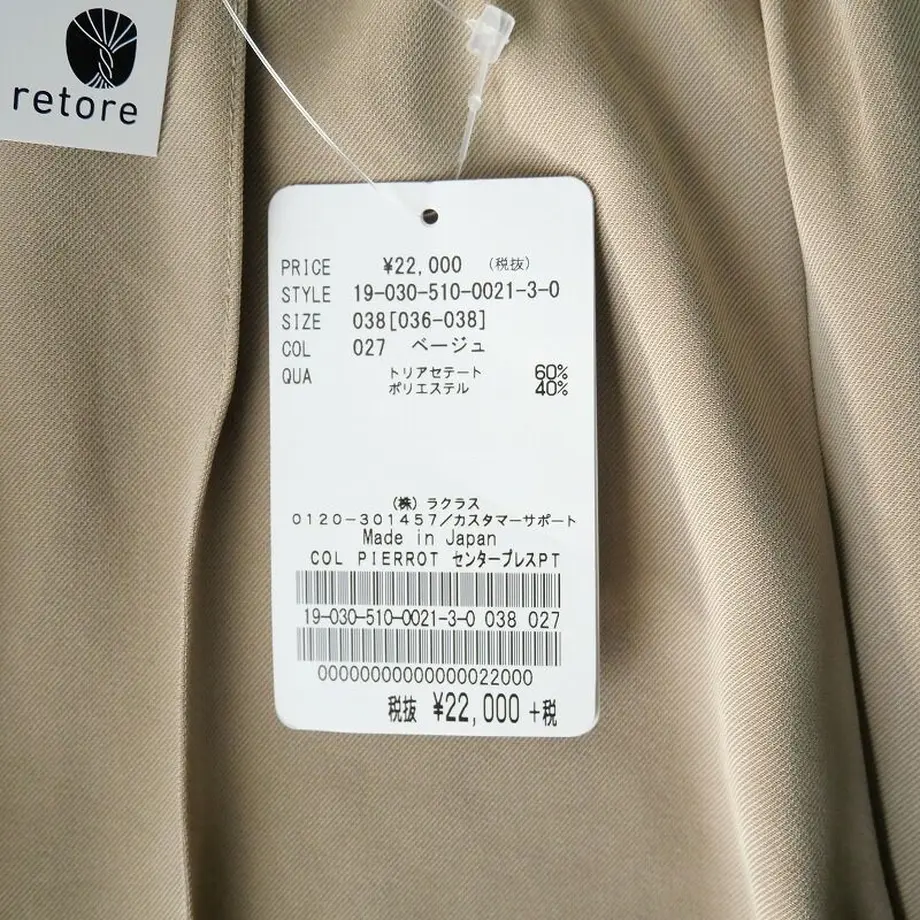 retore
PRICE ¥22,000 (税抜)
STYLE 19-030-510-0021-3-0
SIZE 038[036-038]
COL 027 ベージュ
QUA トリアセテート 60%
ポリエステル 40%
(株) ラクラス
0120-301457/カスタマーサポート
Made in Japan
COL PIERROT センタープレスPT
19-030-510-0021-3-0 038 027
00000000000000022000
税抜 ¥22,000 +税